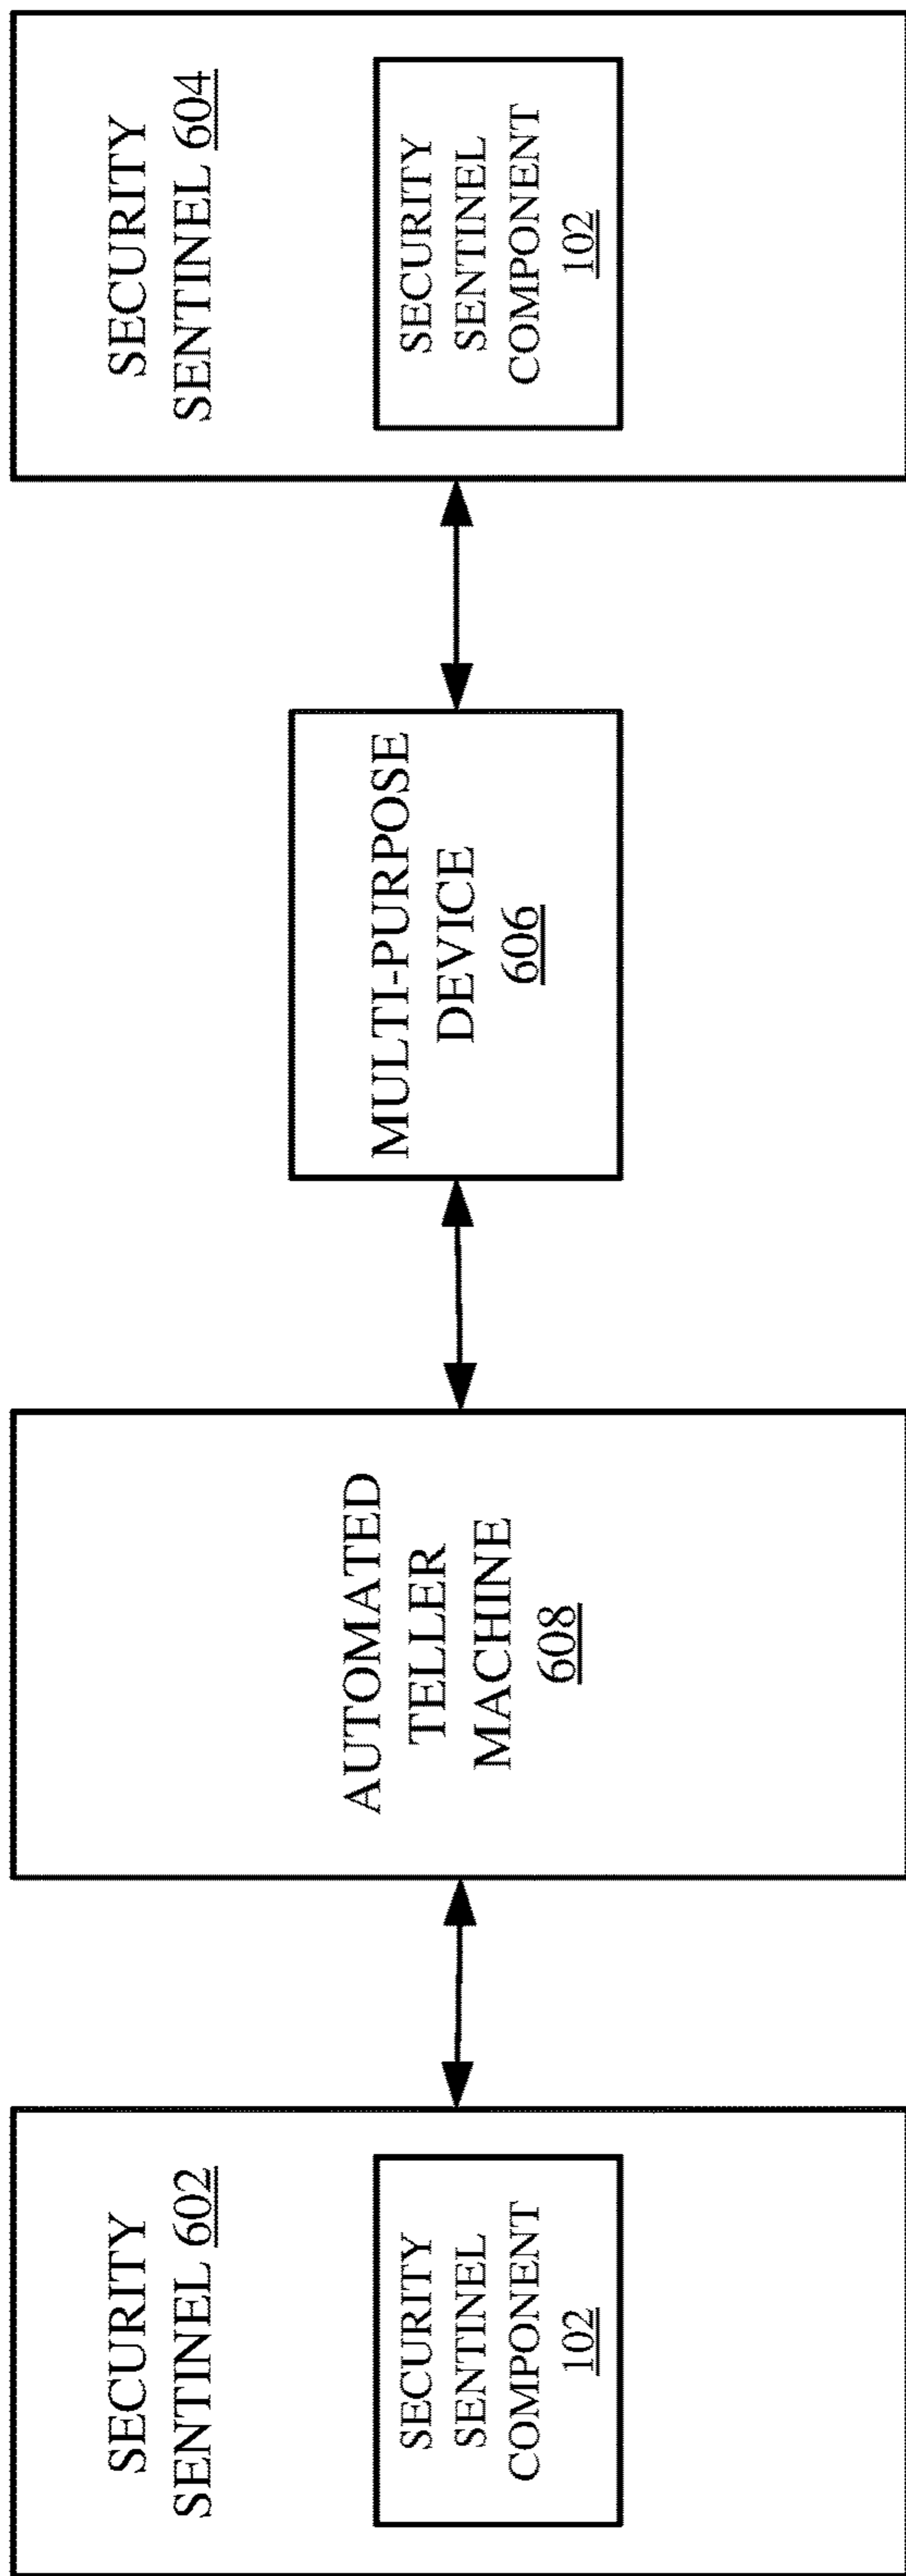 SECURITY
SENTINEL 602
SECURITY
SENTINEL
COMPONENT
102
AUTOMATED
TELLER
MACHINE
608
MULTI-PURPOSE
DEVICE
606
SECURITY
SENTINEL 604
SECURITY
SENTINEL
COMPONENT
102